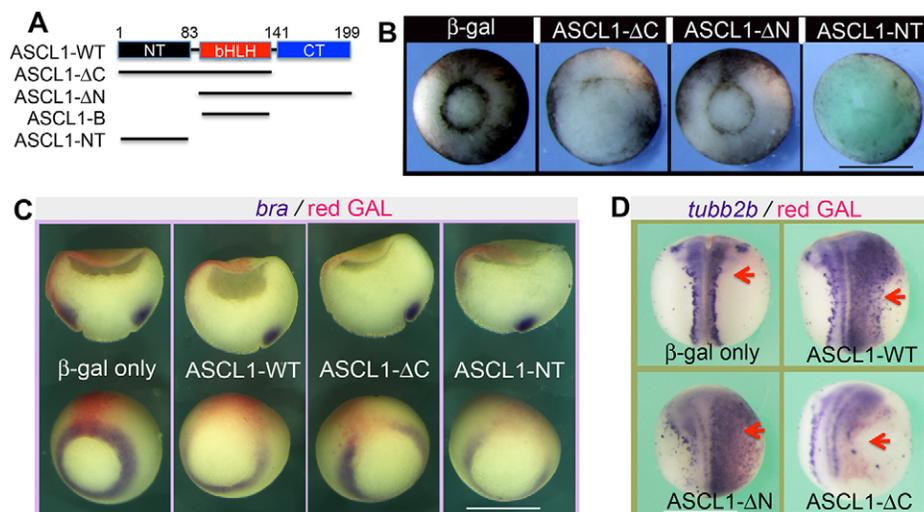 A
1 83 141 199
ASCL1-WT NT bHLH CT
ASCL1-ΔC
ASCL1-ΔN
ASCL1-B
ASCL1-NT
B
β-gal ASCL1-ΔC ASCL1-ΔN ASCL1-NT
C
bra / red GAL
β-gal only ASCL1-WT ASCL1-ΔC ASCL1-NT
D
tubb2b / red GAL
β-gal only ASCL1-WT
ASCL1-ΔN ASCL1-ΔC